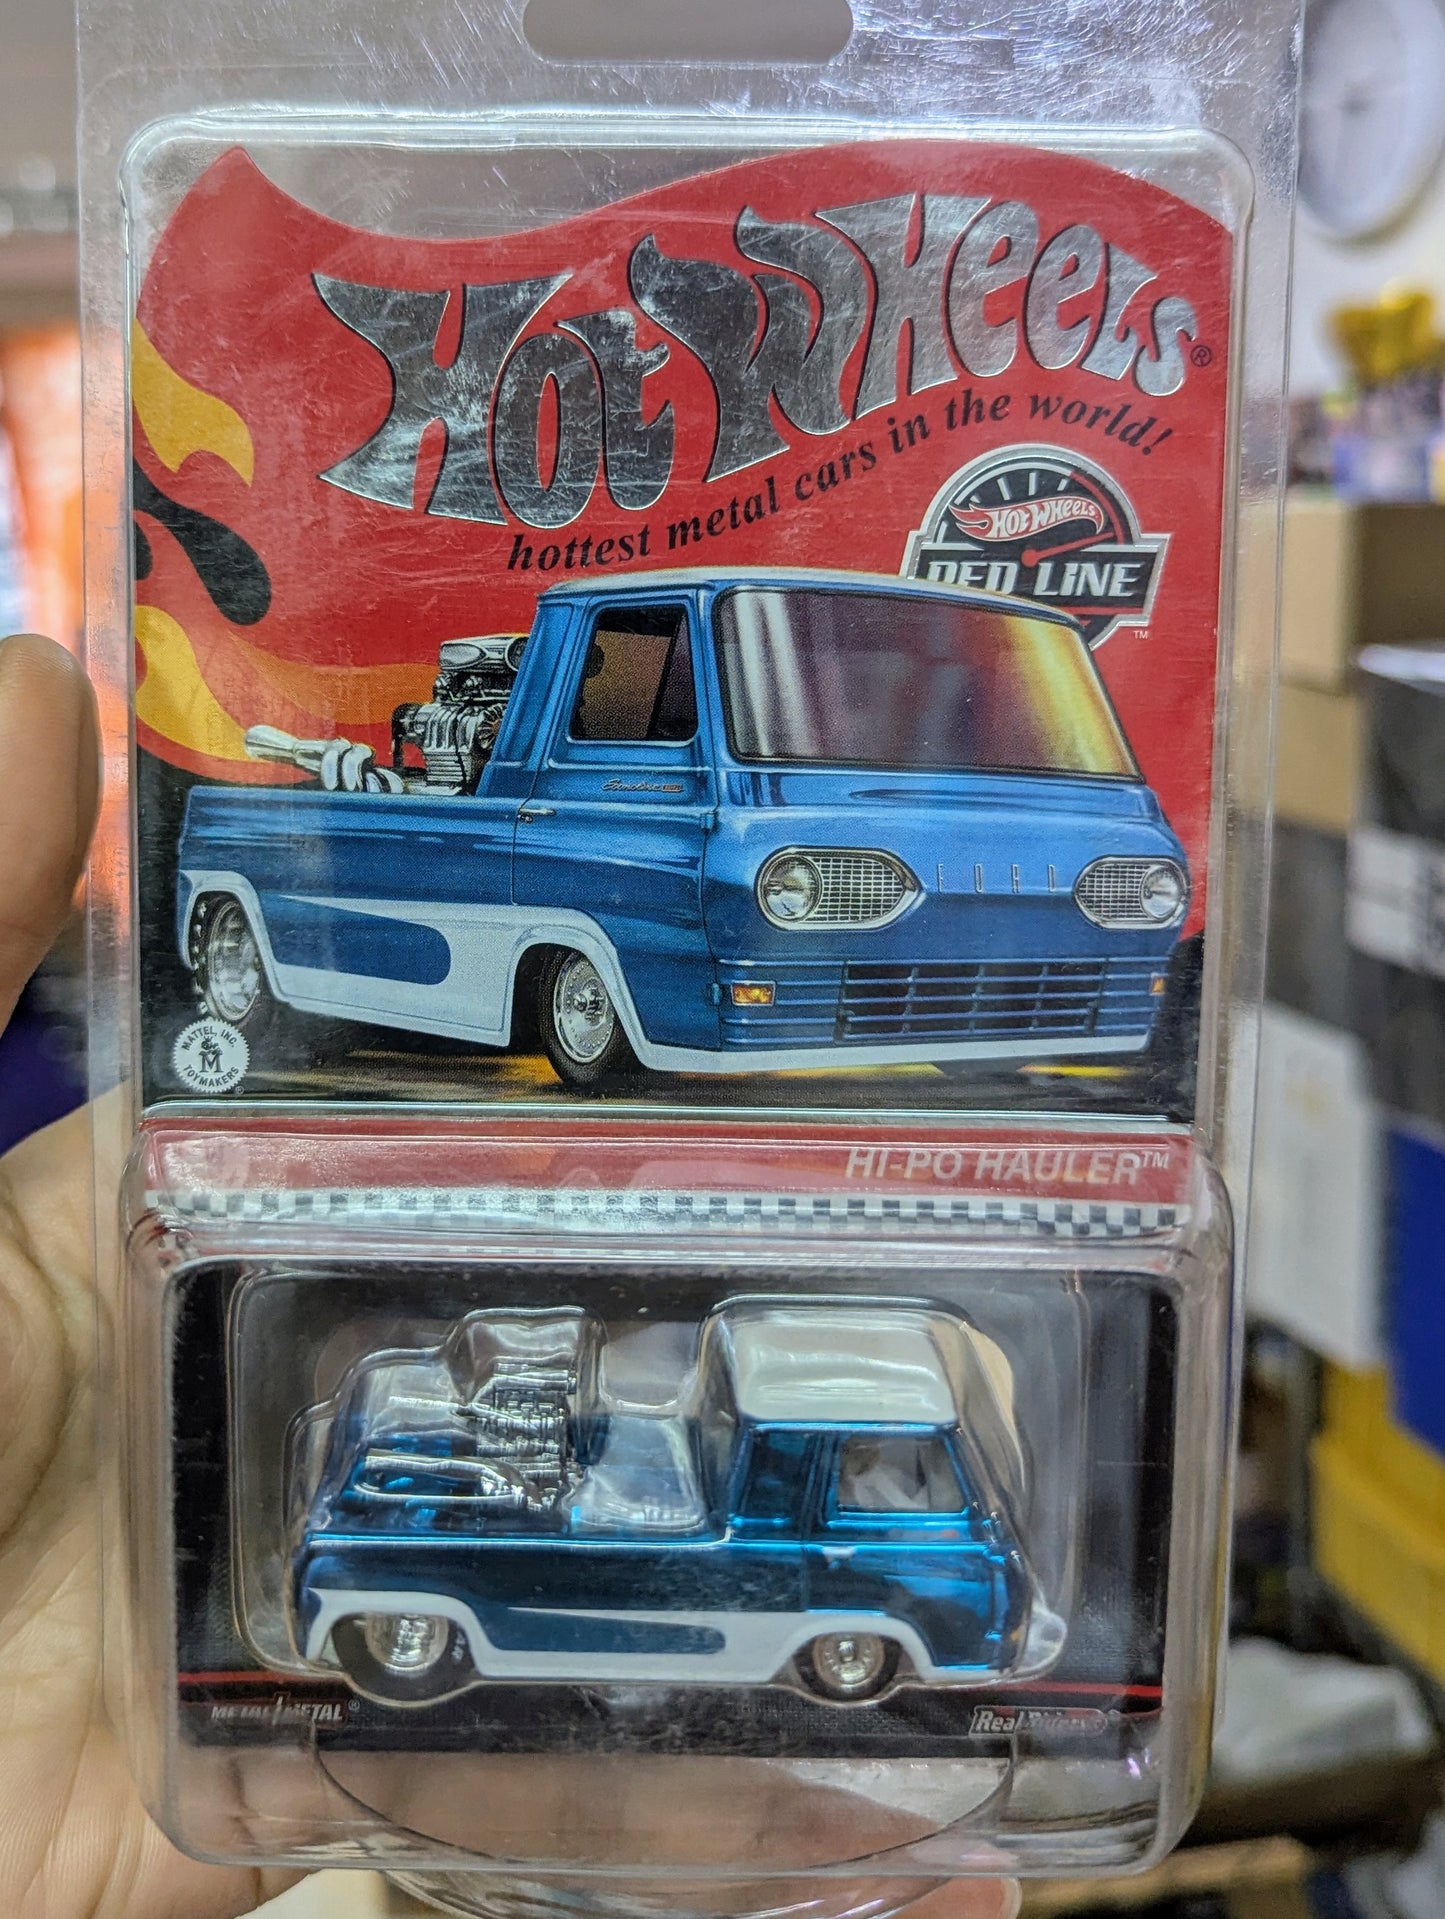 Hot Wheels®
hottest metal cars in the world!
Hot Wheels
RED LINE
™
Econoline
FORD
MATTEL, INC.
M
TOYMAKERS
®
HI-PO HAULER™
METAL/METAL®
Real Riders®